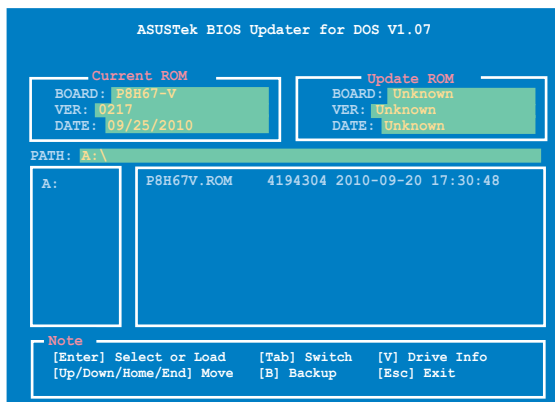 ASUSTek BIOS Updater for DOS V1.07
Current ROM
BOARD: P8H67-V
VER: 0217
DATE: 09/25/2010
Update ROM
BOARD: Unknown
VER: Unknown
DATE: Unknown
PATH: A:\
A:
P8H67V.ROM 4194304 2010-09-20 17:30:48
Note
[Enter] Select or Load [Tab] Switch [V] Drive Info
[Up/Down/Home/End] Move [B] Backup [Esc] Exit